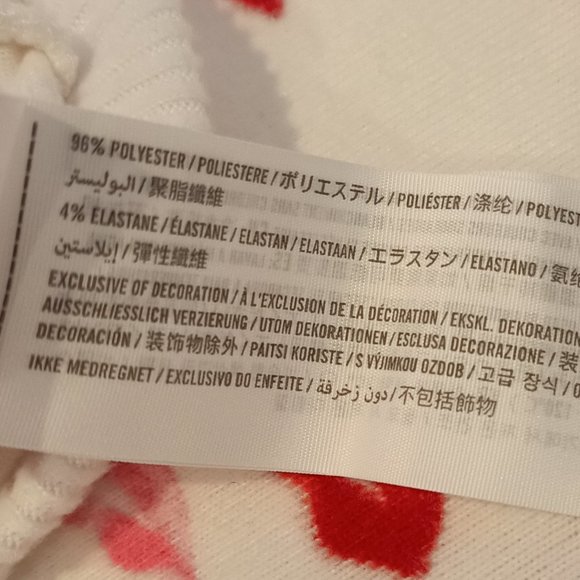 96% POLYESTER / POLIESTERE / ポリエステル / POLIÉSTER / 涤纶 / POLYEST
البوليستر / 聚脂纖維
4% ELASTANE / ÉLASTANE / ELASTAN / ELASTAAN / エラスタン / ELASTANO / 氨纶
إيلاستين / 彈性纖維
EXCLUSIVE OF DECORATION / À L'EXCLUSION DE LA DÉCORATION / EKSKL. DEKORATION
AUSSCHLIESSLICH VERZIERUNG / UTOM DEKORATIONEN / ESCLUSA DECORAZIONE / 装
DECORACIÓN / 装饰物除外 / PAITSI KORISTE / S VÝJIMKOU OZDOB / 고급 장식 /
IKKE MEDREGNET / EXCLUSIVO DO ENFEITE / دون زخرفة / 不包括飾物